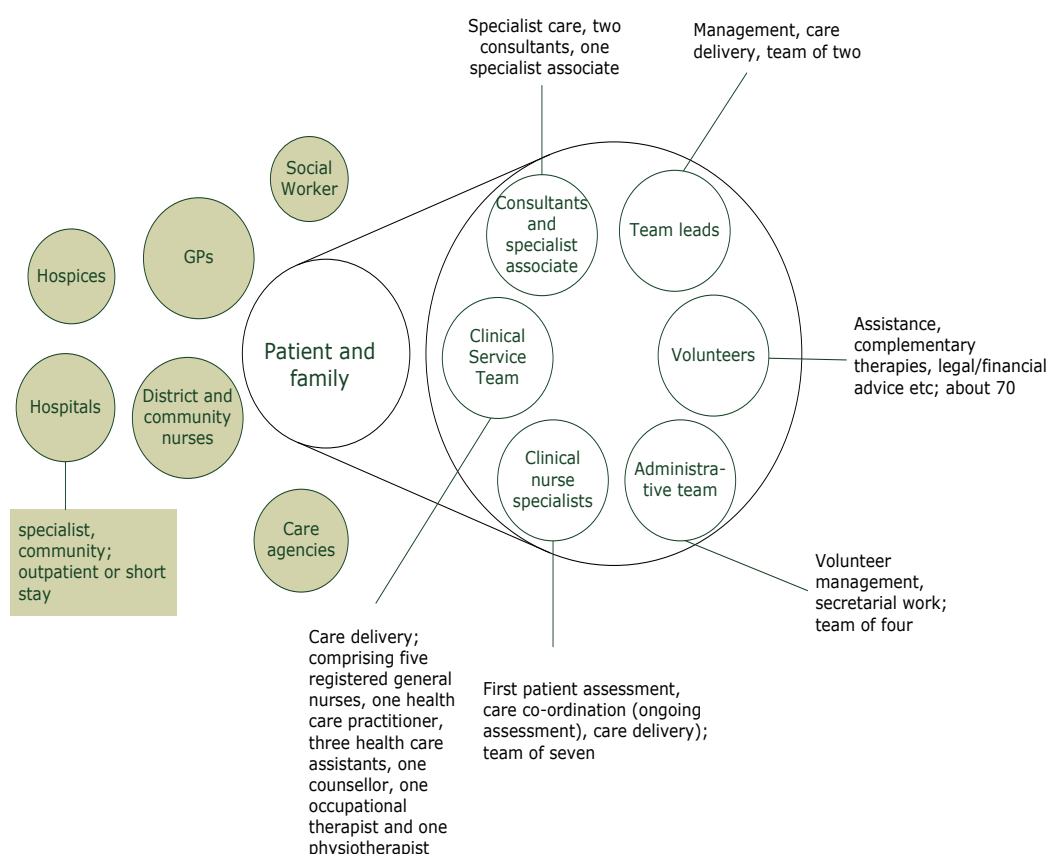 Specialist care, two
consultants, one
specialist associate
Management, care
delivery, team of two
Social
Worker
Consultants
and
specialist
associate
Team leads
GPs
Hospices
Patient and
family
Clinical
Service
Team
Volunteers
Assistance,
complementary
therapies, legal/financial
advice etc; about 70
Hospitals
District and
community
nurses
Clinical
nurse
specialists
Administra-
tive team
specialist,
community;
outpatient or short
stay
Care
agencies
Volunteer
management,
secretarial work;
team of four
Care delivery;
comprising five
registered general
nurses, one health
care practitioner,
three health care
assistants, one
counsellor, one
occupational
therapist and one
physiotherapist
First patient assessment,
care co-ordination (ongoing
assessment), care delivery);
team of seven